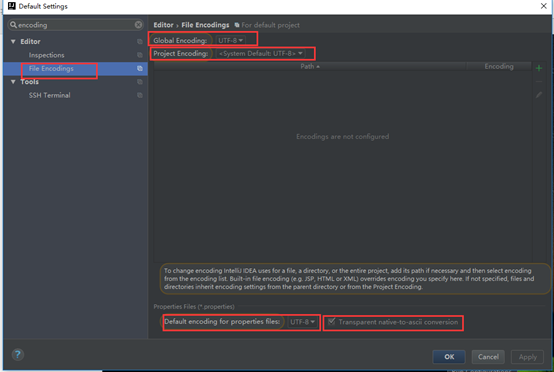 Default Settings
encoding
Editor
Inspections
File Encodings
Tools
SSH Terminal
Editor › File Encodings For default project
Global Encoding: UTF-8
Project Encoding: <System Default: UTF-8>
Path Encoding
Encodings are not configured
To change encoding IntelliJ IDEA uses for a file, a directory, or the entire project, add its path if necessary and then select encoding
from the encoding list. Built-in file encoding (e.g. JSP, HTML or XML) overrides encoding you specify here. If not specified, files and
directories inherit encoding settings from the parent directory or from the Project Encoding.
Properties Files (*.properties)
Default encoding for properties files: UTF-8 Transparent native-to-ascii conversion
OK Cancel Apply